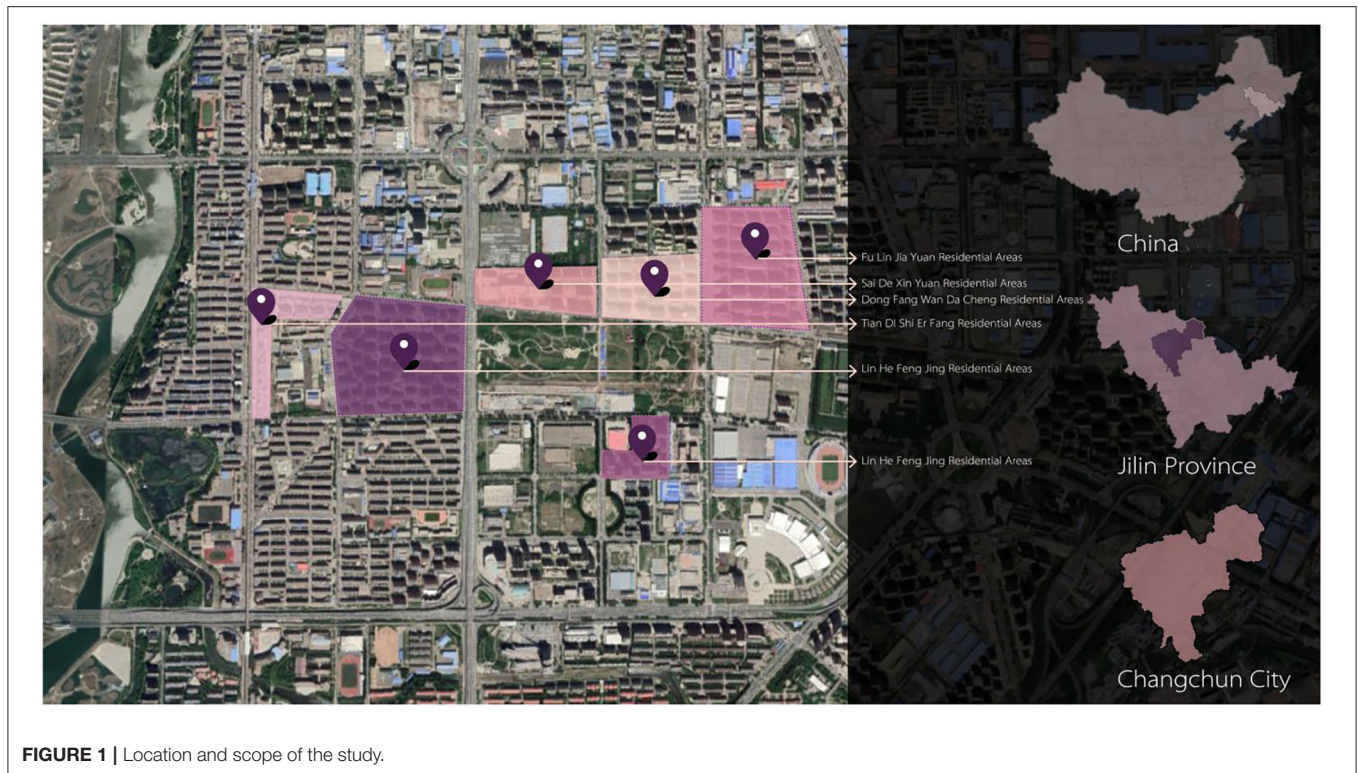 Fu Lin Jia Yuan Residential Areas
Sai De Xin Yuan Residential Areas
Dong Fang Wan Da Cheng Residential Areas
Tian DI Shi Er Fang Residential Areas
Lin He Feng Jing Residential Areas
Lin He Feng Jing Residential Areas
China
Jilin Province
Changchun City
FIGURE 1 | Location and scope of the study.